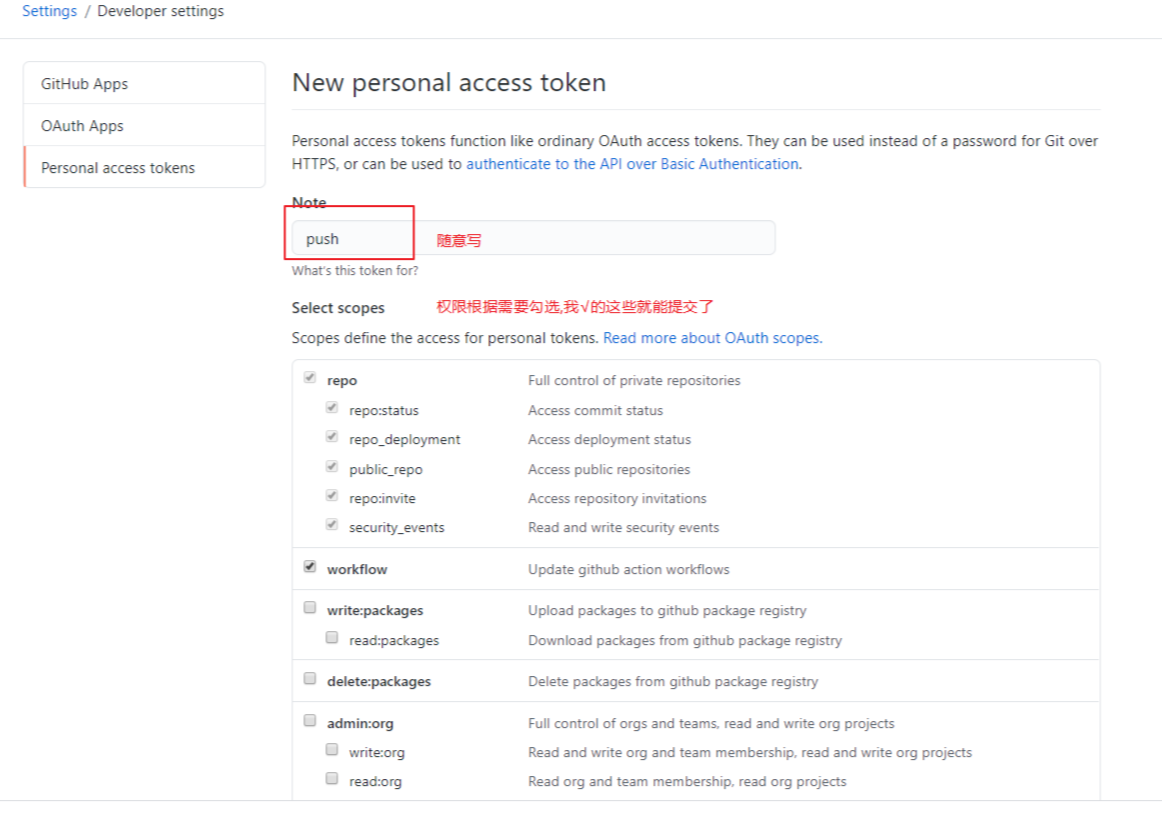 Settings / Developer settings
GitHub Apps
OAuth Apps
Personal access tokens
New personal access token
Personal access tokens function like ordinary OAuth access tokens. They can be used instead of a password for Git over
HTTPS, or can be used to authenticate to the API over Basic Authentication.
Note
push 随意写
What's this token for?
Select scopes 权限根据需要勾选,我√的这些就能提交了
Scopes define the access for personal tokens. Read more about OAuth scopes.
repo Full control of private repositories
repo:status Access commit status
repo_deployment Access deployment status
public_repo Access public repositories
repo:invite Access repository invitations
security_events Read and write security events
workflow Update github action workflows
write:packages Upload packages to github package registry
read:packages Download packages from github package registry
delete:packages Delete packages from github package registry
admin:org Full control of orgs and teams, read and write org projects
write:org Read and write org and team membership, read and write org projects
read:org Read org and team membership, read org projects